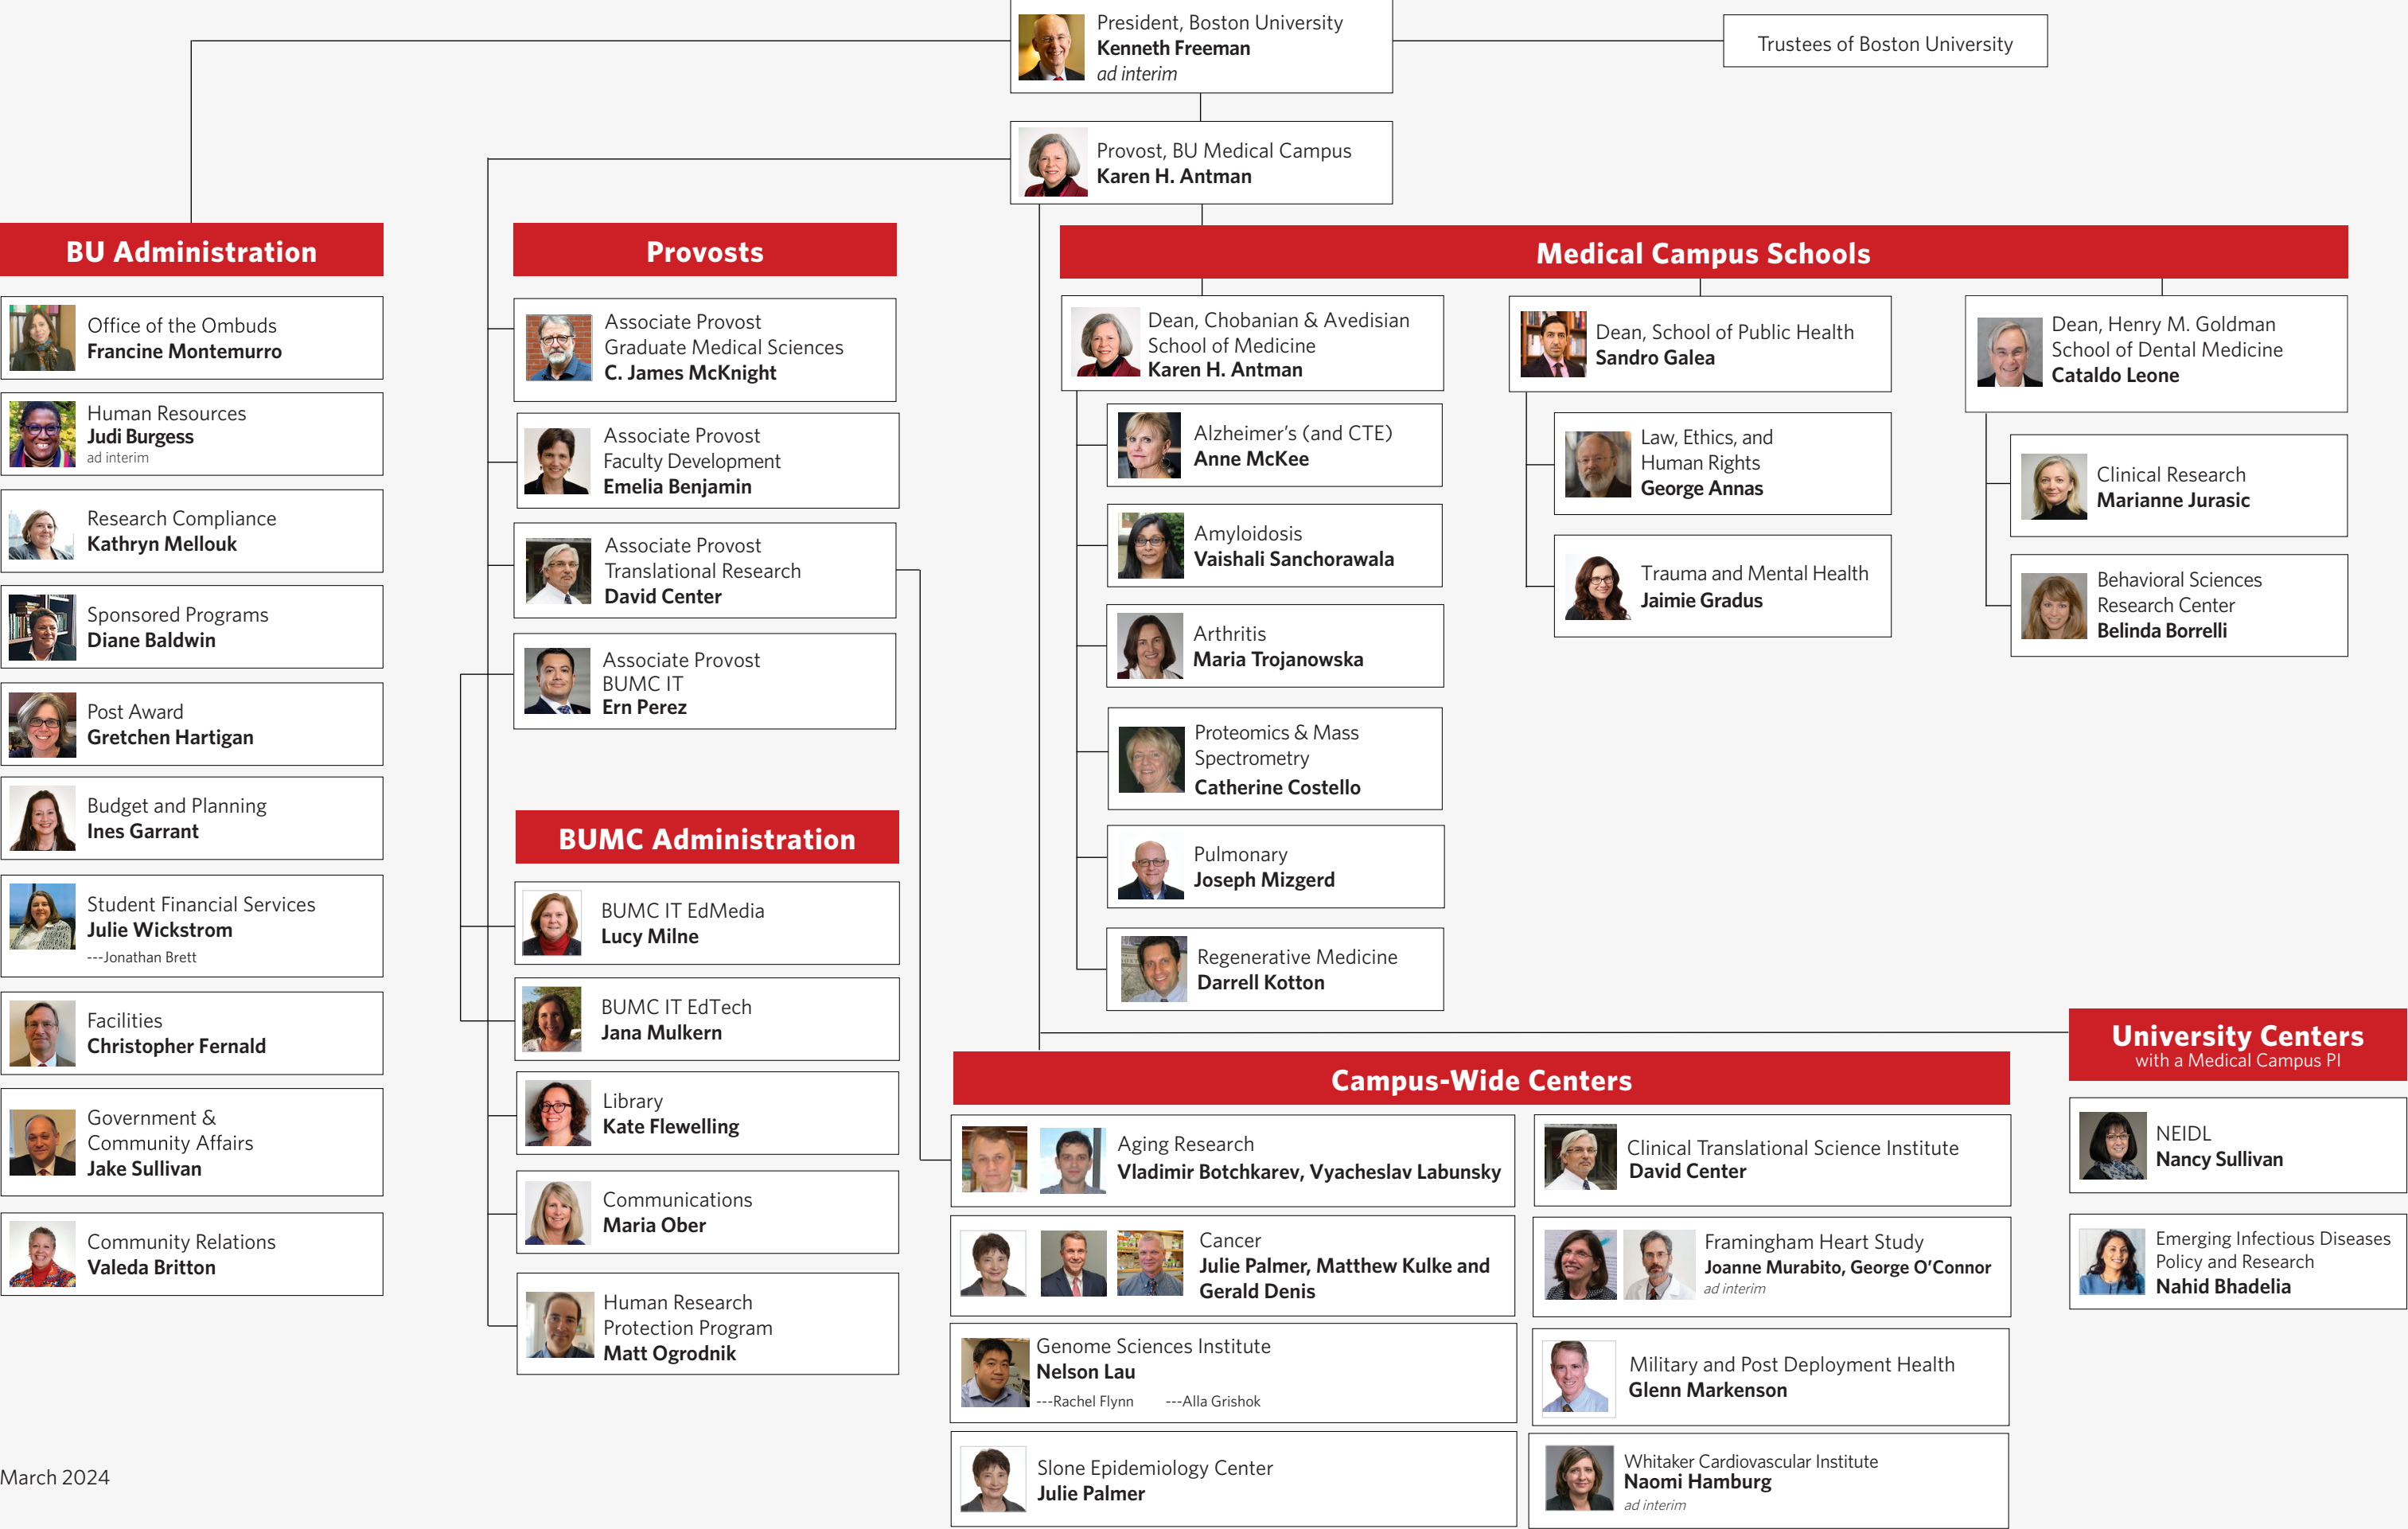 President, Boston University
Kenneth Freeman
ad interim
Trustees of Boston University
Provost, BU Medical Campus
Karen H. Antman
BU Administration
Office of the Ombuds
Francine Montemurro
Human Resources
Judi Burgess
ad interim
Research Compliance
Kathryn Mellouk
Sponsored Programs
Diane Baldwin
Post Award
Gretchen Hartigan
Budget and Planning
Ines Garrant
Student Financial Services
Julie Wickstrom
---Jonathan Brett
Facilities
Christopher Fernald
Government &
Community Affairs
Jake Sullivan
Community Relations
Valeda Britton
Provosts
Associate Provost
Graduate Medical Sciences
C. James McKnight
Associate Provost
Faculty Development
Emelia Benjamin
Associate Provost
Translational Research
David Center
Associate Provost
BUMC IT
Ern Perez
BUMC Administration
BUMC IT EdMedia
Lucy Milne
BUMC IT EdTech
Jana Mulkern
Library
Kate Flewelling
Communications
Maria Ober
Human Research
Protection Program
Matt Ogrodnik
Medical Campus Schools
Dean, Chobanian & Avedisian
School of Medicine
Karen H. Antman
Alzheimer's (and CTE)
Anne McKee
Amyloidosis
Vaishali Sanchorawala
Arthritis
Maria Trojanowska
Proteomics & Mass
Spectrometry
Catherine Costello
Pulmonary
Joseph Mizgerd
Regenerative Medicine
Darrell Kotton
Dean, School of Public Health
Sandro Galea
Law, Ethics, and
Human Rights
George Annas
Trauma and Mental Health
Jaimie Gradus
Dean, Henry M. Goldman
School of Dental Medicine
Cataldo Leone
Clinical Research
Marianne Jurasic
Behavioral Sciences
Research Center
Belinda Borrelli
Campus-Wide Centers
Aging Research
Vladimir Botchkarev, Vyacheslav Labunsky
Cancer
Julie Palmer, Matthew Kulke and
Gerald Denis
Genome Sciences Institute
Nelson Lau
---Rachel Flynn ---Alla Grishok
Slone Epidemiology Center
Julie Palmer
Clinical Translational Science Institute
David Center
Framingham Heart Study
Joanne Murabito, George O'Connor
ad interim
Military and Post Deployment Health
Glenn Markenson
Whitaker Cardiovascular Institute
Naomi Hamburg
ad interim
University Centers
with a Medical Campus PI
NEIDL
Nancy Sullivan
Emerging Infectious Diseases
Policy and Research
Nahid Bhadelia
March 2024